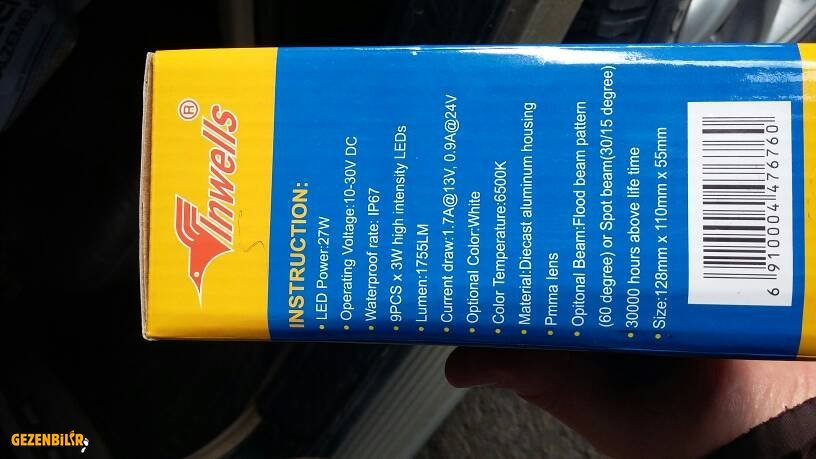 Inwells®
INSTRUCTION:
• LED Power:27W
• Operating Voltage:10-30V DC
• Waterproof rate: IP67
• 9PCS x 3W high intensity LEDs
• Lumen:1755LM
• Current draw:1.7A@13V, 0.9A@24V
• Optional Color:White
• Color Temperature:6500K
• Material:Diecast aluminum housing
• Pmma lens
• Opitonal Beam:Flood beam pattern
(60 degree) or Spot beam(30/15 degree)
• 30000 hours above life time
• Size:128mm x 110mm x 55mm
6 910004 476760
GEZENBİLİR